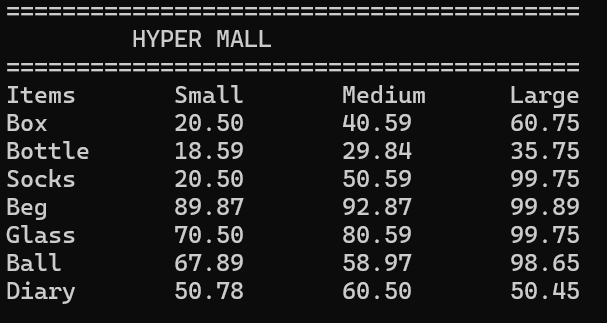 =========================================
HYPER MALL
=========================================
Items Small Medium Large
Box 20.50 40.59 60.75
Bottle 18.59 29.84 35.75
Socks 20.50 50.59 99.75
Beg 89.87 92.87 99.89
Glass 70.50 80.59 99.75
Ball 67.89 58.97 98.65
Diary 50.78 60.50 50.45